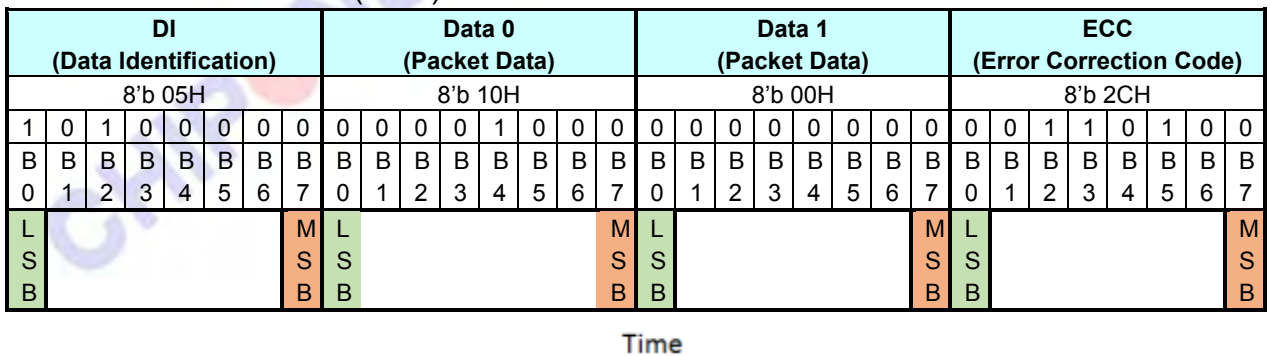 DI Data 0 Data 1 ECC
(Data Identification) (Packet Data) (Packet Data) (Error Correction Code)
8'b 05H 8'b 10H 8'b 00H 8'b 2CH
1 0 1 0 0 0 0 0 0 0 0 0 1 0 0 0 0 0 0 0 0 0 0 0 0 0 1 1 0 1 0 0
B B B B B B B B B B B B B B B B B B B B B B B B B B B B B B B B
0 1 2 3 4 5 6 7 0 1 2 3 4 5 6 7 0 1 2 3 4 5 6 7 0 1 2 3 4 5 6 7
L M L M L M L M
S S S S S S S S
B B B B B B B B
Time